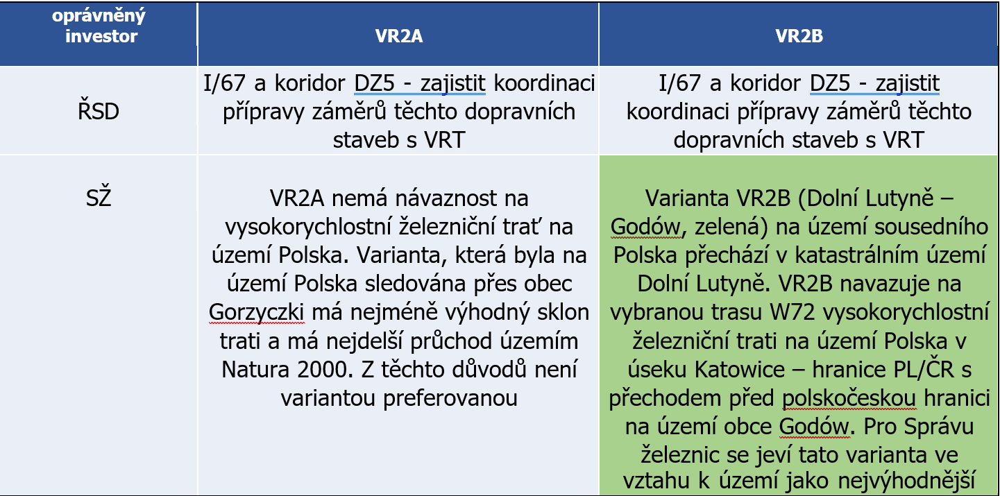 oprávněný
investor
VR2A
VR2B
ŘSD
I/67 a koridor DZ5 - zajistit koordinaci
přípravy záměrů těchto dopravních
staveb s VRT
I/67 a koridor DZ5 - zajistit
koordinaci přípravy záměrů těchto
dopravních staveb s VRT
SŽ
VR2A nemá návaznost na
vysokorychlostní železniční trať na
území Polska. Varianta, která byla na
území Polska sledována přes obec
Gorzyczki má nejméně výhodný sklon
trati a má nejdelší průchod územím
Natura 2000. Z těchto důvodů není
variantou preferovanou
Varianta VR2B (Dolní Lutyně –
Godów, zelená) na území sousedního
Polska přechází v katastrálním území
Dolní Lutyně. VR2B navazuje na
vybranou trasu W72 vysokorychlostní
železniční trati na území Polska v
úseku Katowice – hranice PL/ČR s
přechodem před polskočeskou hranici
na území obce Godów. Pro Správu
železnic se jeví tato varianta ve
vztahu k území jako nejvýhodnější